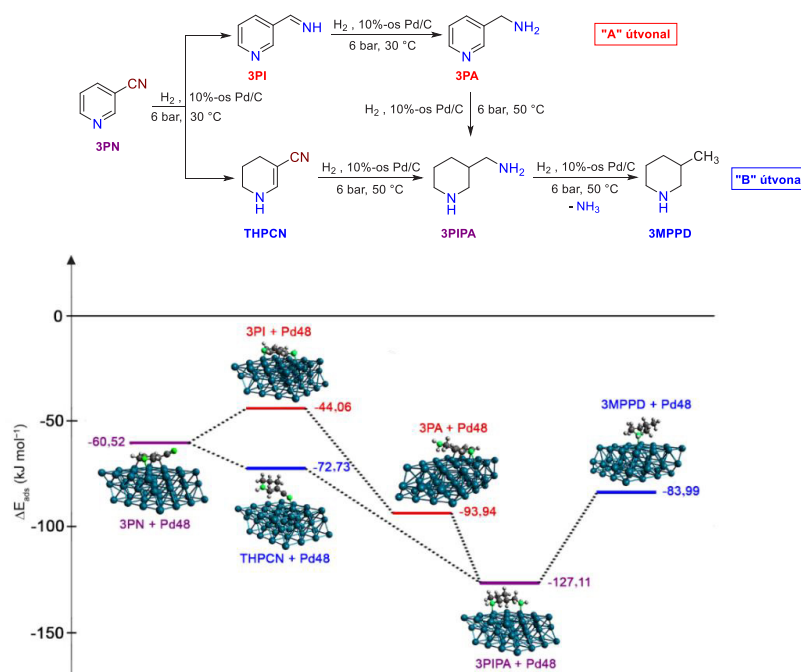 H2 , 10%-os Pd/C
6 bar, 30 °C
NH
N
3PI
NH2
N
3PA
"A" útvonal
CN
N
3PN
H2 , 10%-os Pd/C
6 bar, 30 °C
H2 , 10%-os Pd/C
6 bar, 50 °C
CN
N
H
THPCN
H2 , 10%-os Pd/C
6 bar, 50 °C
NH2
N
H
3PIPA
H2 , 10%-os Pd/C
6 bar, 50 °C
- NH3
CH3
N
H
3MPPD
"B" útvona
ΔEads (kJ mol⁻¹)
0
-50
-100
-150
3PI + Pd48
-44,06
-60,52
3PN + Pd48
-72,73
THPCN + Pd48
3PA + Pd48
-93,94
3MPPD + Pd48
-83,99
-127,11
3PIPA + Pd48